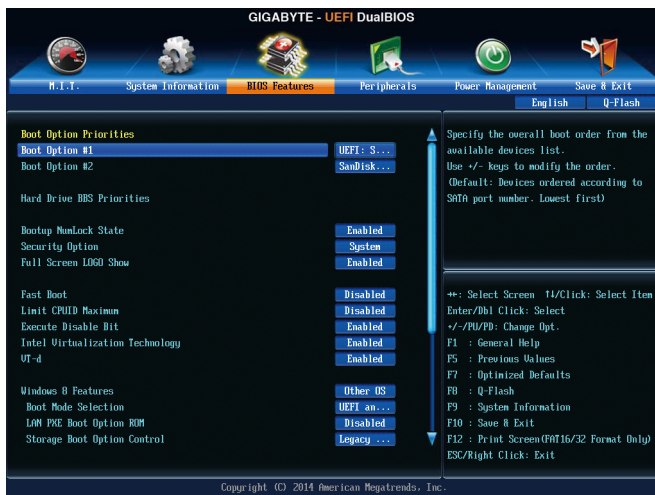 GIGABYTE - UEFI DualBIOS
M.I.T.
System Information
BIOS Features
Peripherals
Power Management
Save & Exit
English
Q-Flash
Boot Option Priorities
Boot Option #1 UEFI: S...
Boot Option #2 SanDisk...
Hard Drive BBS Priorities
Bootup NumLock State Enabled
Security Option System
Full Screen LOGO Show Enabled
Fast Boot Disabled
Limit CPUID Maximum Disabled
Execute Disable Bit Enabled
Intel Virtualization Technology Enabled
VT-d Enabled
Windows 8 Features Other OS
Boot Mode Selection UEFI an...
LAN PXE Boot Option ROM Disabled
Storage Boot Option Control Legacy ...
Specify the overall boot order from the
available devices list.
Use +/- keys to modify the order.
(Default: Devices ordered according to
SATA port number. Lowest first)
→←: Select Screen ↑↓/Click: Select Item
Enter/Dbl Click: Select
+/-/PU/PD: Change Opt.
F1 : General Help
F5 : Previous Values
F7 : Optimized Defaults
F8 : Q-Flash
F9 : System Information
F10 : Save & Exit
F12 : Print Screen(FAT16/32 Format Only)
ESC/Right Click: Exit
Copyright (C) 2014 American Megatrends, Inc.